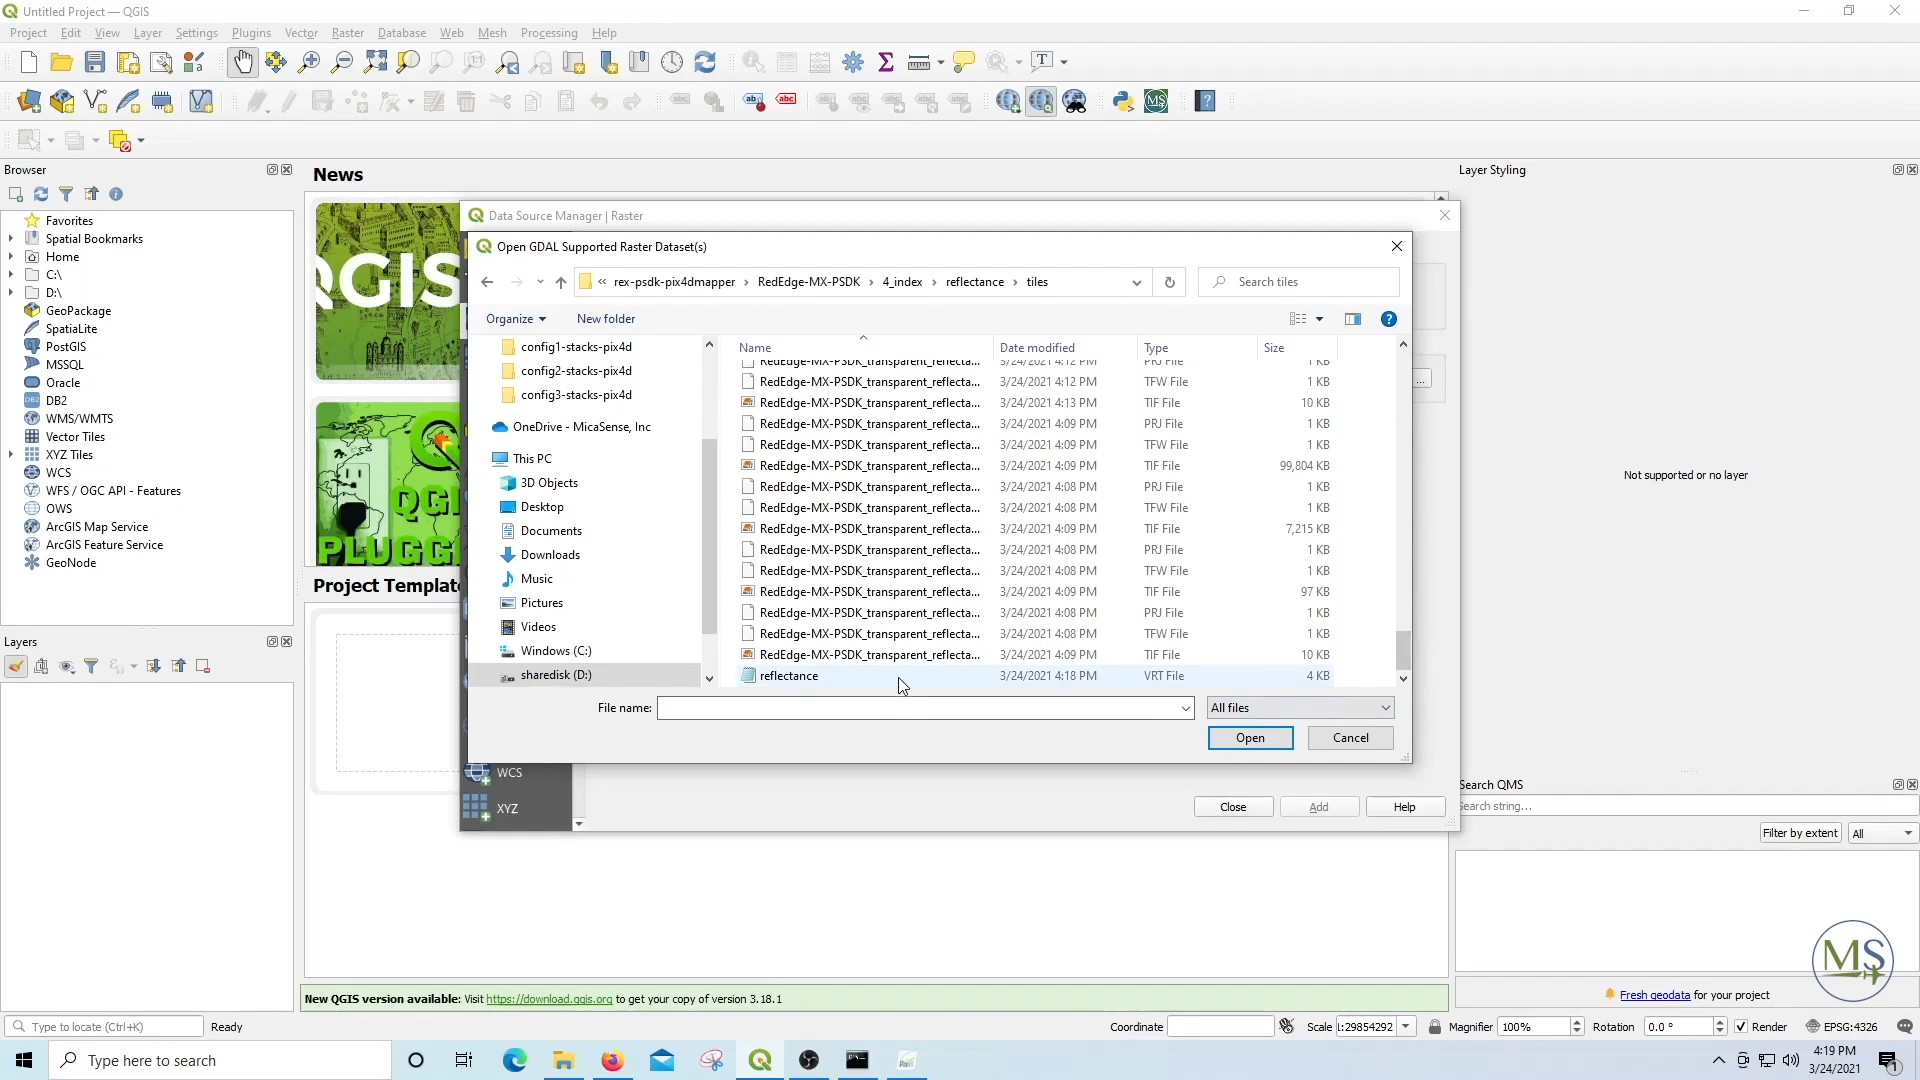 Untitled Project — QGIS
Project Edit View Layer Settings Plugins Vector Raster Database Web Mesh Processing Help
Browser
News
Layer Styling
Favorites
Spatial Bookmarks
Home
C:\
D:\
GeoPackage
SpatiaLite
PostGIS
MSSQL
Oracle
DB2
WMS/WMTS
Vector Tiles
XYZ Tiles
WCS
WFS / OGC API - Features
OWS
ArcGIS Map Service
ArcGIS Feature Service
GeoNode
Layers
QGIS
QGI
PLUGG
Project Templat
Data Source Manager | Raster
Open GDAL Supported Raster Dataset(s)
« rex-psdk-pix4dmapper › RedEdge-MX-PSDK › 4_index › reflectance › tiles
Search tiles
Organize
New folder
config1-stacks-pix4d
config2-stacks-pix4d
config3-stacks-pix4d
OneDrive - MicaSense, Inc
This PC
3D Objects
Desktop
Documents
Downloads
Music
Pictures
Videos
Windows (C:)
sharedisk (D:)
Name Date modified Type Size
RedEdge-MX-PSDK_transparent_reflecta... 3/24/2021 4:12 PM PRJ File 1 KB
RedEdge-MX-PSDK_transparent_reflecta... 3/24/2021 4:12 PM TFW File 1 KB
RedEdge-MX-PSDK_transparent_reflecta... 3/24/2021 4:13 PM TIF File 10 KB
RedEdge-MX-PSDK_transparent_reflecta... 3/24/2021 4:09 PM PRJ File 1 KB
RedEdge-MX-PSDK_transparent_reflecta... 3/24/2021 4:09 PM TFW File 1 KB
RedEdge-MX-PSDK_transparent_reflecta... 3/24/2021 4:09 PM TIF File 99,804 KB
RedEdge-MX-PSDK_transparent_reflecta... 3/24/2021 4:08 PM PRJ File 1 KB
RedEdge-MX-PSDK_transparent_reflecta... 3/24/2021 4:08 PM TFW File 1 KB
RedEdge-MX-PSDK_transparent_reflecta... 3/24/2021 4:09 PM TIF File 7,215 KB
RedEdge-MX-PSDK_transparent_reflecta... 3/24/2021 4:08 PM PRJ File 1 KB
RedEdge-MX-PSDK_transparent_reflecta... 3/24/2021 4:08 PM TFW File 1 KB
RedEdge-MX-PSDK_transparent_reflecta... 3/24/2021 4:09 PM TIF File 97 KB
RedEdge-MX-PSDK_transparent_reflecta... 3/24/2021 4:08 PM PRJ File 1 KB
RedEdge-MX-PSDK_transparent_reflecta... 3/24/2021 4:08 PM TFW File 1 KB
RedEdge-MX-PSDK_transparent_reflecta... 3/24/2021 4:09 PM TIF File 10 KB
reflectance 3/24/2021 4:18 PM VRT File 4 KB
File name:
All files
Open
Cancel
...
WCS
XYZ
Close
Add
Help
Not supported or no layer
Search QMS
Search string...
Filter by extent
All
MS
Fresh geodata for your project
New QGIS version available: Visit https://download.qgis.org to get your copy of version 3.18.1
Type to locate (Ctrl+K)
Ready
Coordinate
Scale
1:29854292
Magnifier
100%
Rotation
0.0 °
Render
EPSG:4326
Type here to search
4:19 PM
3/24/2021